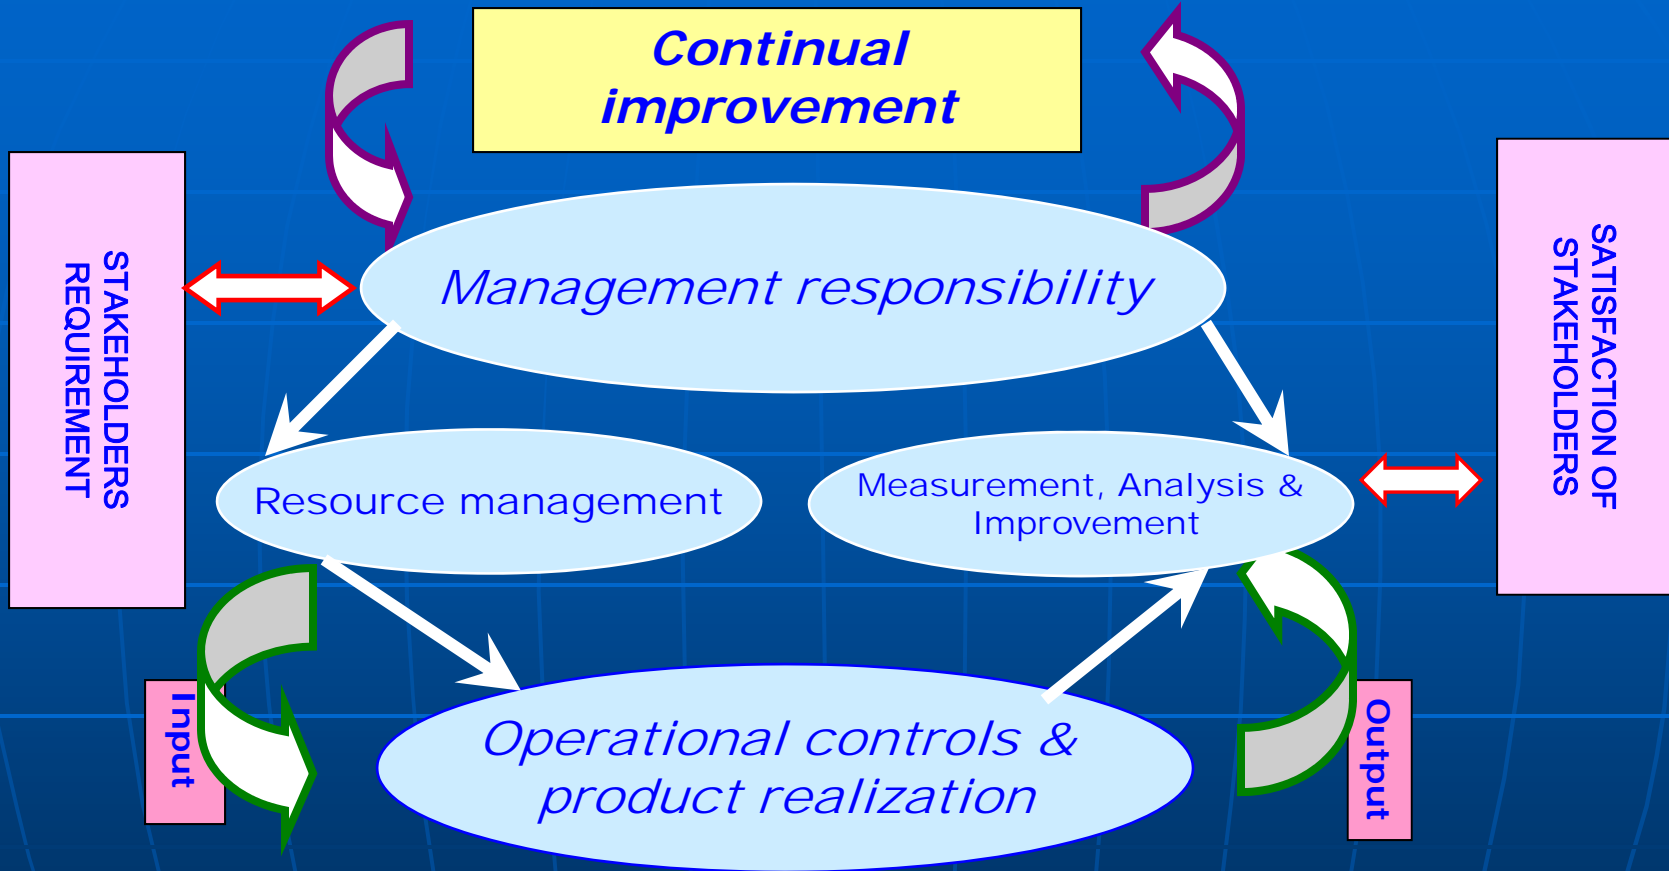 Continual
improvement
STAKEHOLDERS
REQUIREMENT
Management responsibility
SATISFACTION OF
STAKEHOLDERS
Resource management
Measurement, Analysis &
Improvement
Input
Operational controls &
product realization
Output